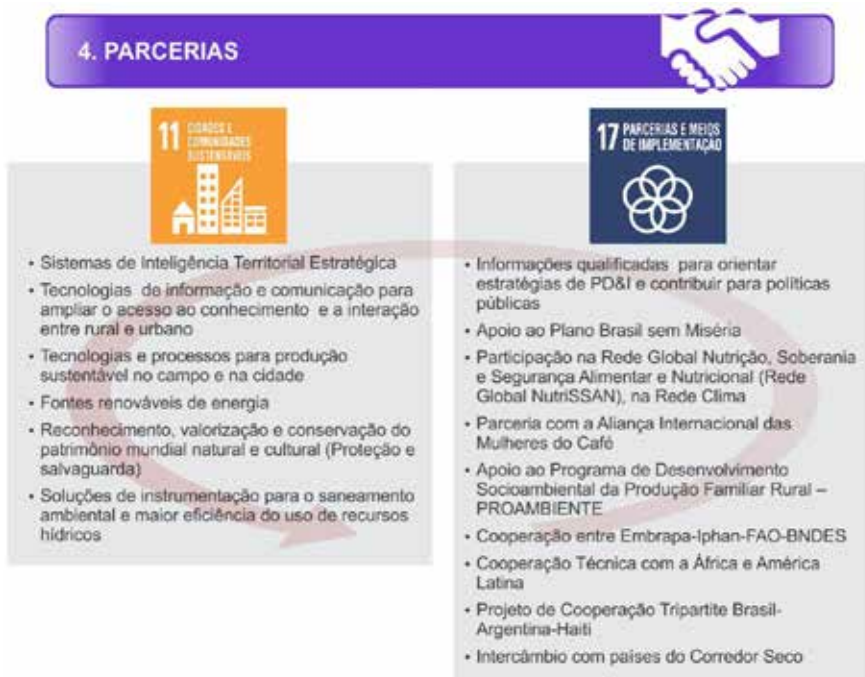 4. PARCERIAS
11 CIDADES E
COMUNIDADES
SUSTENTÁVEIS
• Sistemas de Inteligência Territorial Estratégica
• Tecnologias de informação e comunicação para
ampliar o acesso ao conhecimento e a interação
entre rural e urbano
• Tecnologias e processos para produção
sustentável no campo e na cidade
• Fontes renováveis de energia
• Reconhecimento, valorização e conservação do
patrimônio mundial natural e cultural (Proteção e
salvaguarda)
• Soluções de instrumentação para o saneamento
ambiental e maior eficiência do uso de recursos
hídricos
17 PARCERIAS E MEIOS
DE IMPLEMENTAÇÃO
• Informações qualificadas para orientar
estratégias de PD&I e contribuir para políticas
públicas
• Apoio ao Plano Brasil sem Miséria
• Participação na Rede Global Nutrição, Soberania
e Segurança Alimentar e Nutricional (Rede
Global NutriSSAN), na Rede Clima
• Parceria com a Aliança Internacional das
Mulheres do Café
• Apoio ao Programa de Desenvolvimento
Socioambiental da Produção Familiar Rural –
PROAMBIENTE
• Cooperação entre Embrapa-Iphan-FAO-BNDES
• Cooperação Técnica com a África e América
Latina
• Projeto de Cooperação Tripartite Brasil-
Argentina-Haiti
• Intercâmbio com países do Corredor Seco